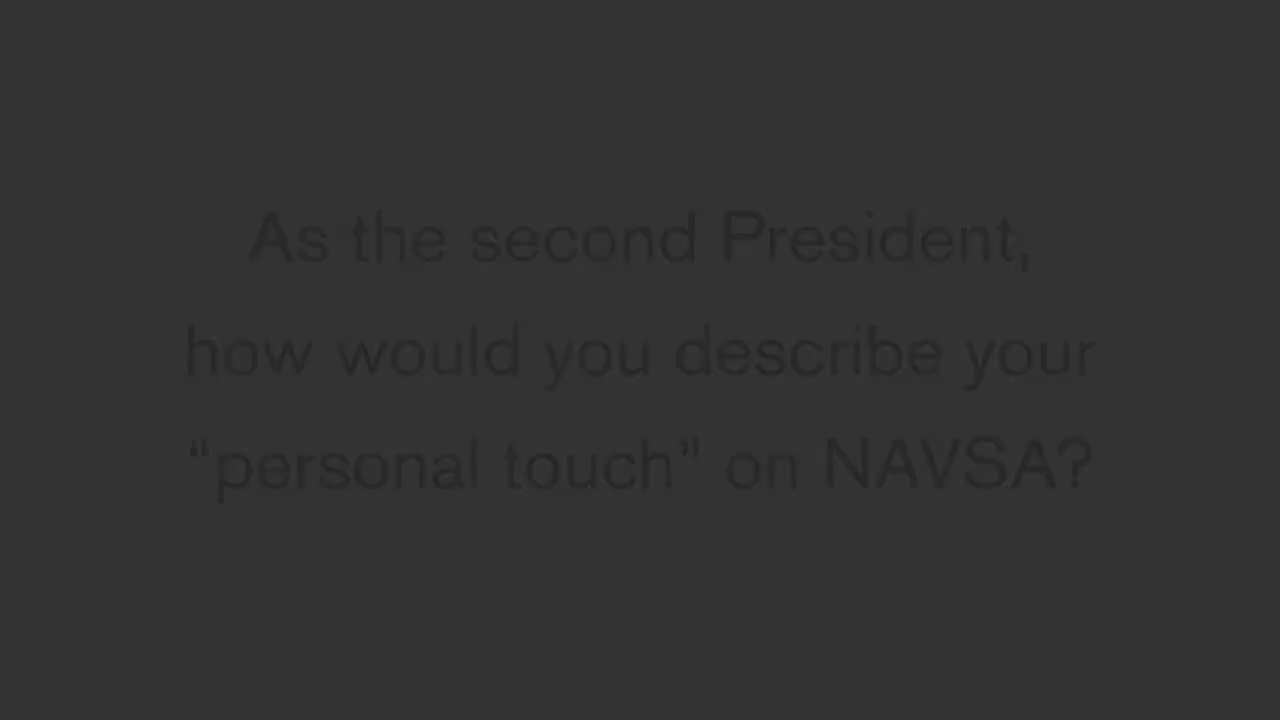 As the second President,
how would you describe your
“personal touch” on NAVSA?